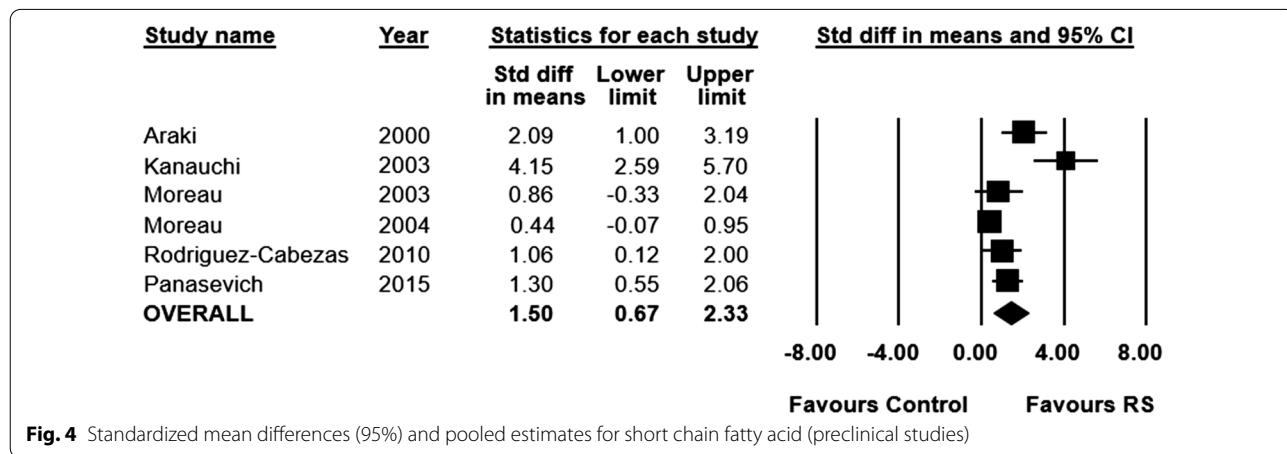 Study name Year Statistics for each study Std diff in means and 95% CI
Std diff in means Lower limit Upper limit
Araki 2000 2.09 1.00 3.19
Kanauchi 2003 4.15 2.59 5.70
Moreau 2003 0.86 -0.33 2.04
Moreau 2004 0.44 -0.07 0.95
Rodriguez-Cabezas 2010 1.06 0.12 2.00
Panasevich 2015 1.30 0.55 2.06
OVERALL 1.50 0.67 2.33
-8.00 -4.00 0.00 4.00 8.00
Favours Control Favours RS
Fig. 4 Standardized mean differences (95%) and pooled estimates for short chain fatty acid (preclinical studies)